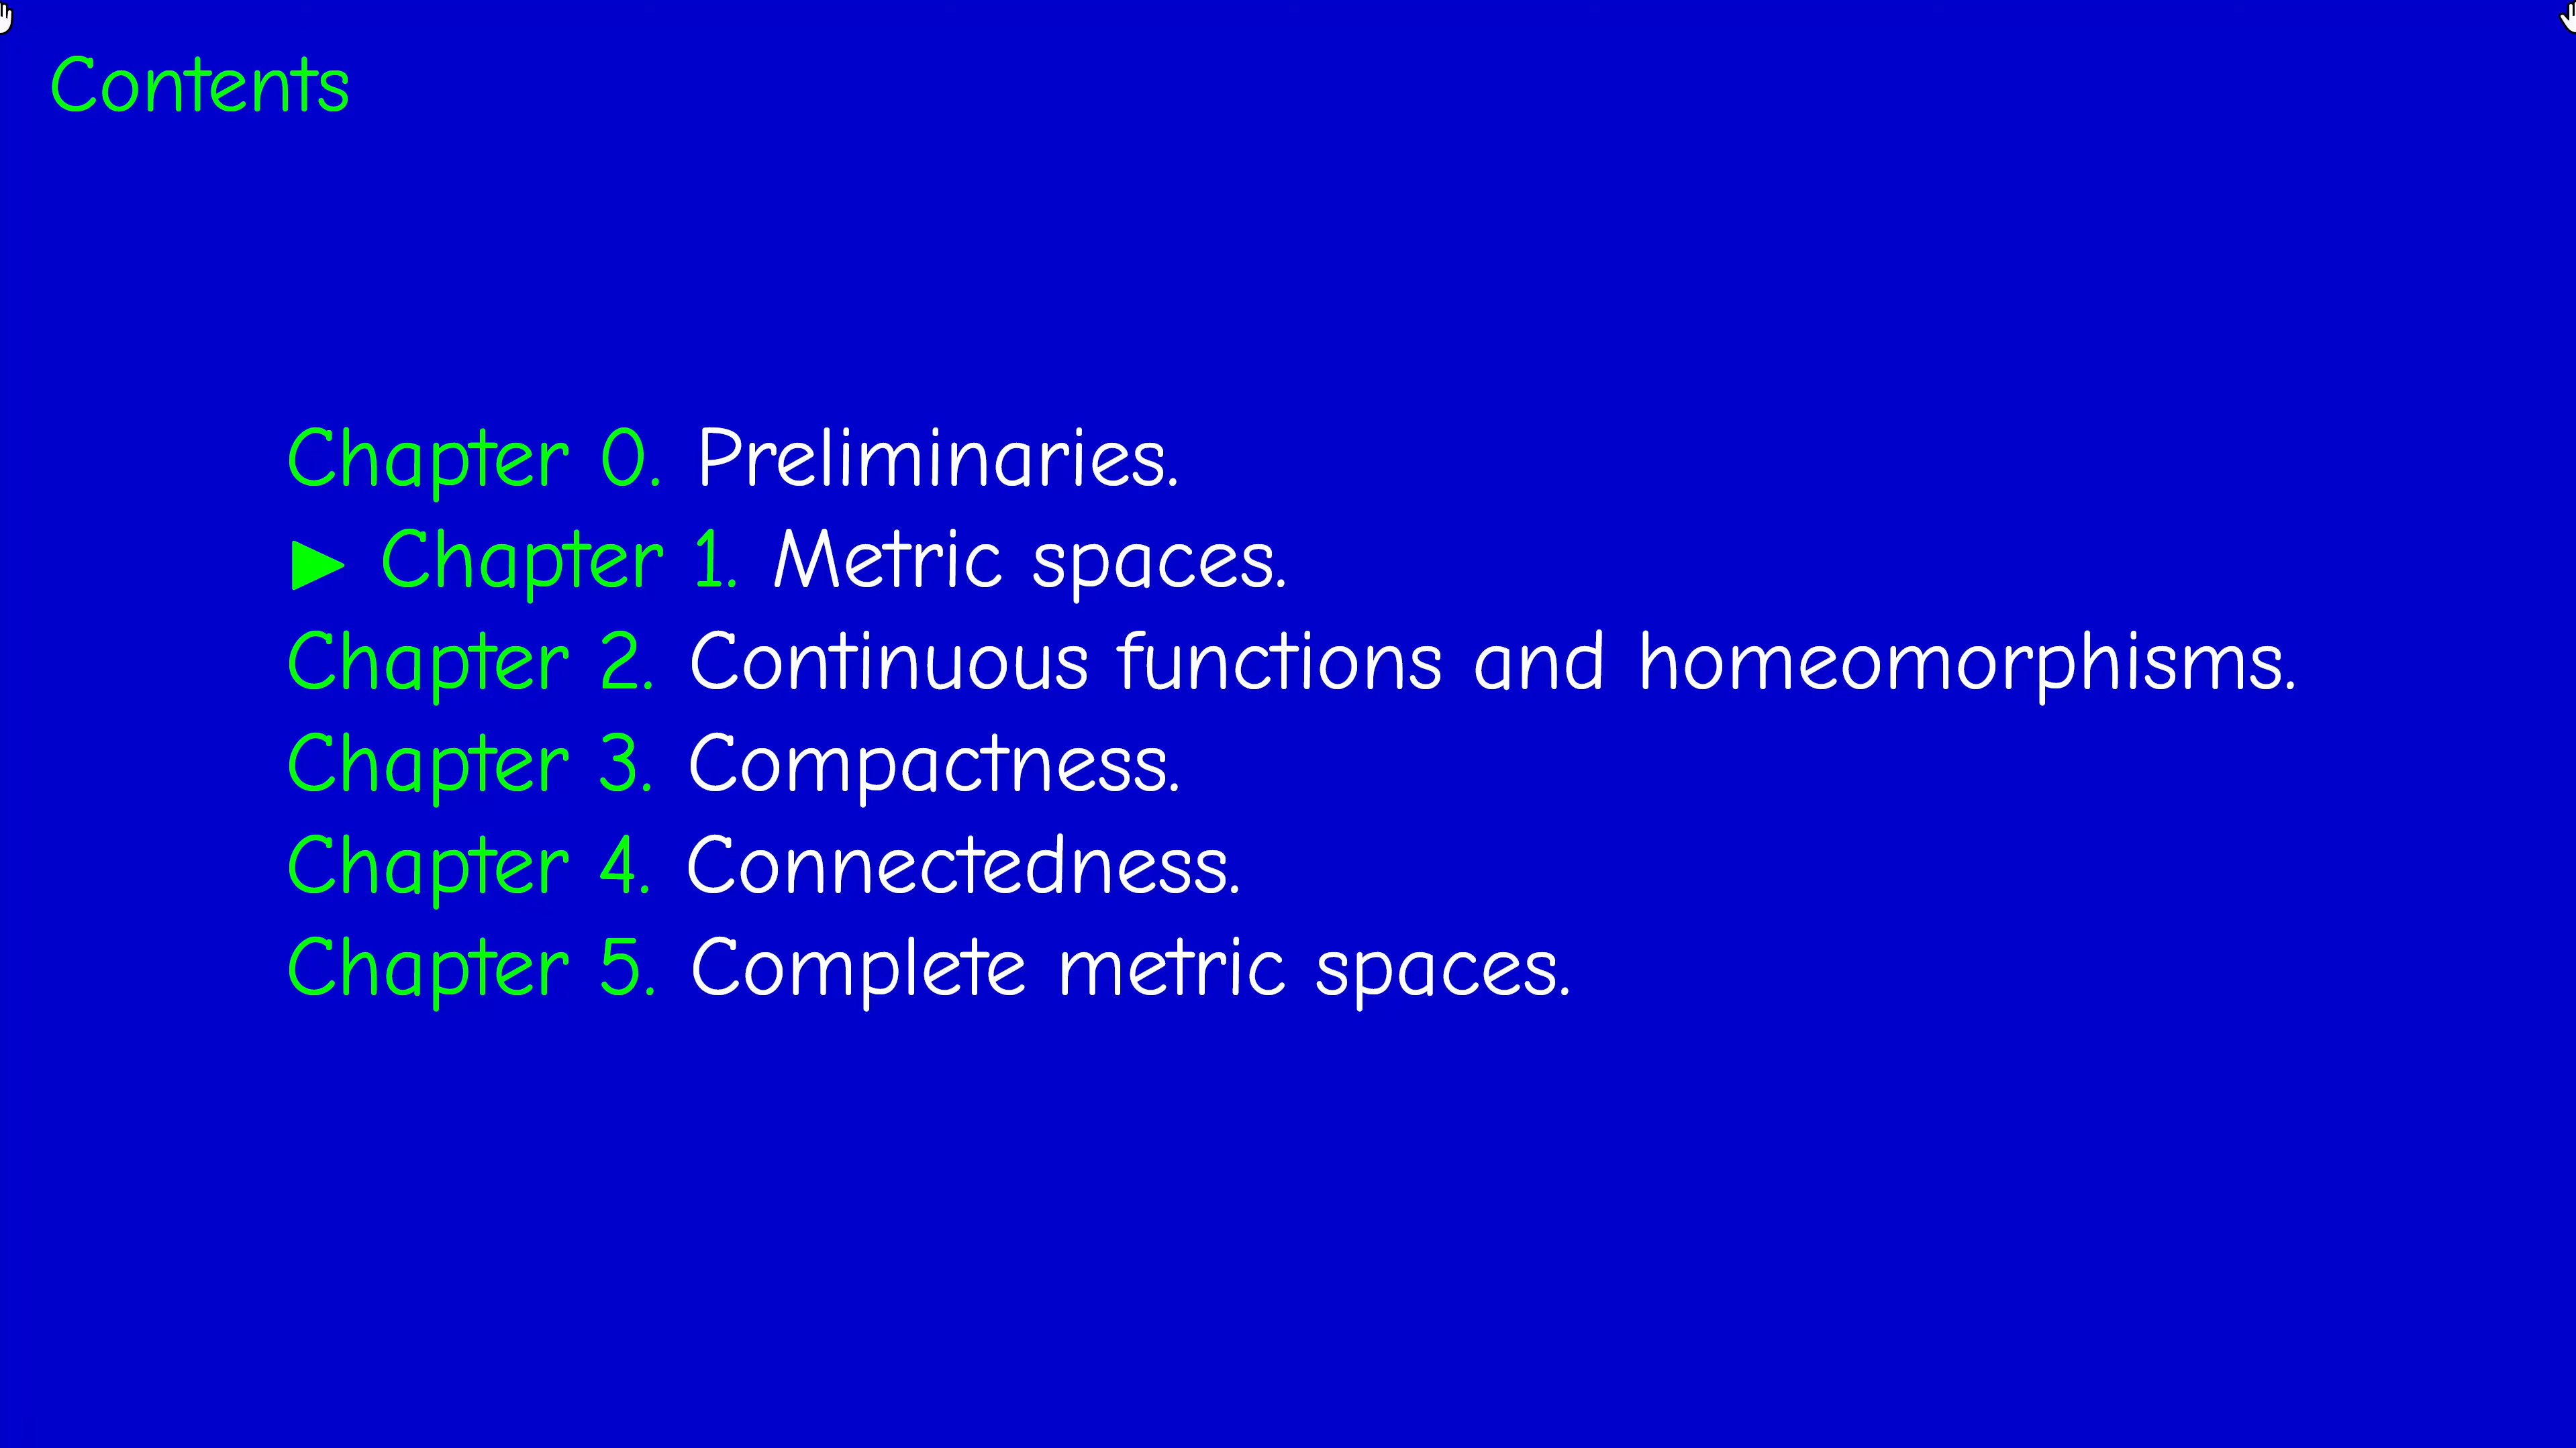 Contents
Chapter 0. Preliminaries.
▶ Chapter 1. Metric spaces.
Chapter 2. Continuous functions and homeomorphisms.
Chapter 3. Compactness.
Chapter 4. Connectedness.
Chapter 5. Complete metric spaces.